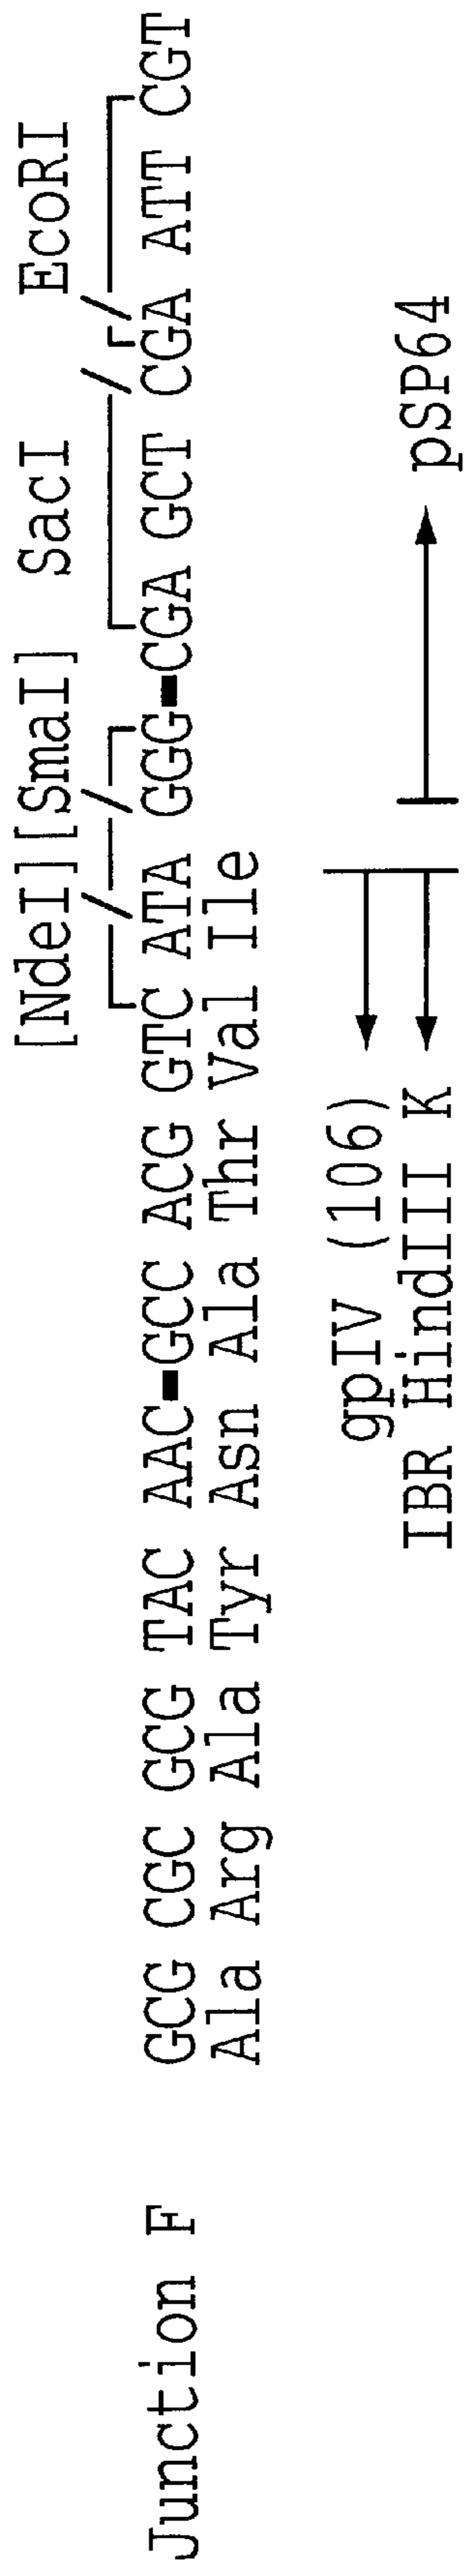 [NdeI][SmaI] SacI EcoRI
Junction F GCG CGC GCG TAC AAC-GCC ACG GTC ATA GGG-CGA GCT CGA ATT CGT
Ala Arg Ala Tyr Asn Ala Thr Val Ile
gpIV (106)
IBR HindIII K pSP64